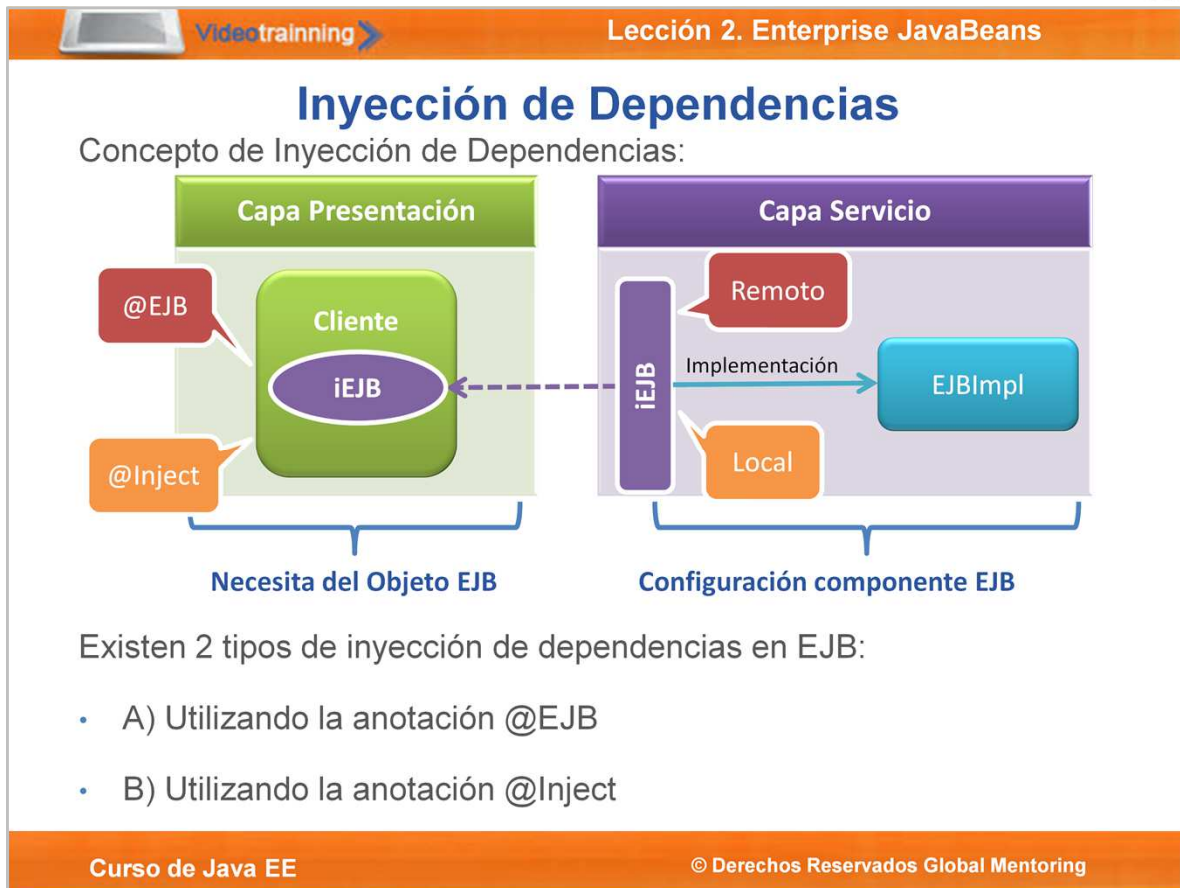 Videotrainning
Lección 2. Enterprise JavaBeans
Inyección de Dependencias
Concepto de Inyección de Dependencias:
Capa Presentación
Capa Servicio
@EJB
Cliente
iEJB
@Inject
Remoto
iEJB
Implementación
EJBImpl
Local
Necesita del Objeto EJB
Configuración componente EJB
Existen 2 tipos de inyección de dependencias en EJB:
• A) Utilizando la anotación @EJB
• B) Utilizando la anotación @Inject
Curso de Java EE
© Derechos Reservados Global Mentoring